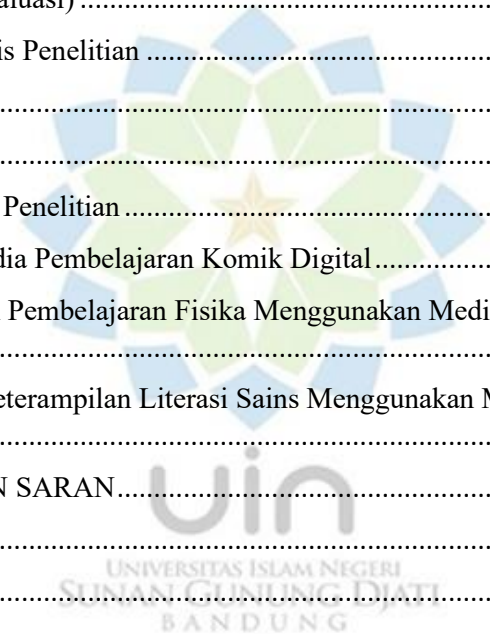 aluasi)..........................................................
is Penelitian ..................................................
....................................................................
....................................................................
Penelitian.....................................................
dia Pembelajaran Komik Digital................
Pembelajaran Fisika Menggunakan Medi
....................................................................
eterampilan Literasi Sains Menggunakan M
....................................................................
N SARAN......................................................
uin
....................................................................
UNIVERSITAS ISLAM NEGERI
SUNAN GUNUNG DJATI
....................................................................
BANDUNG